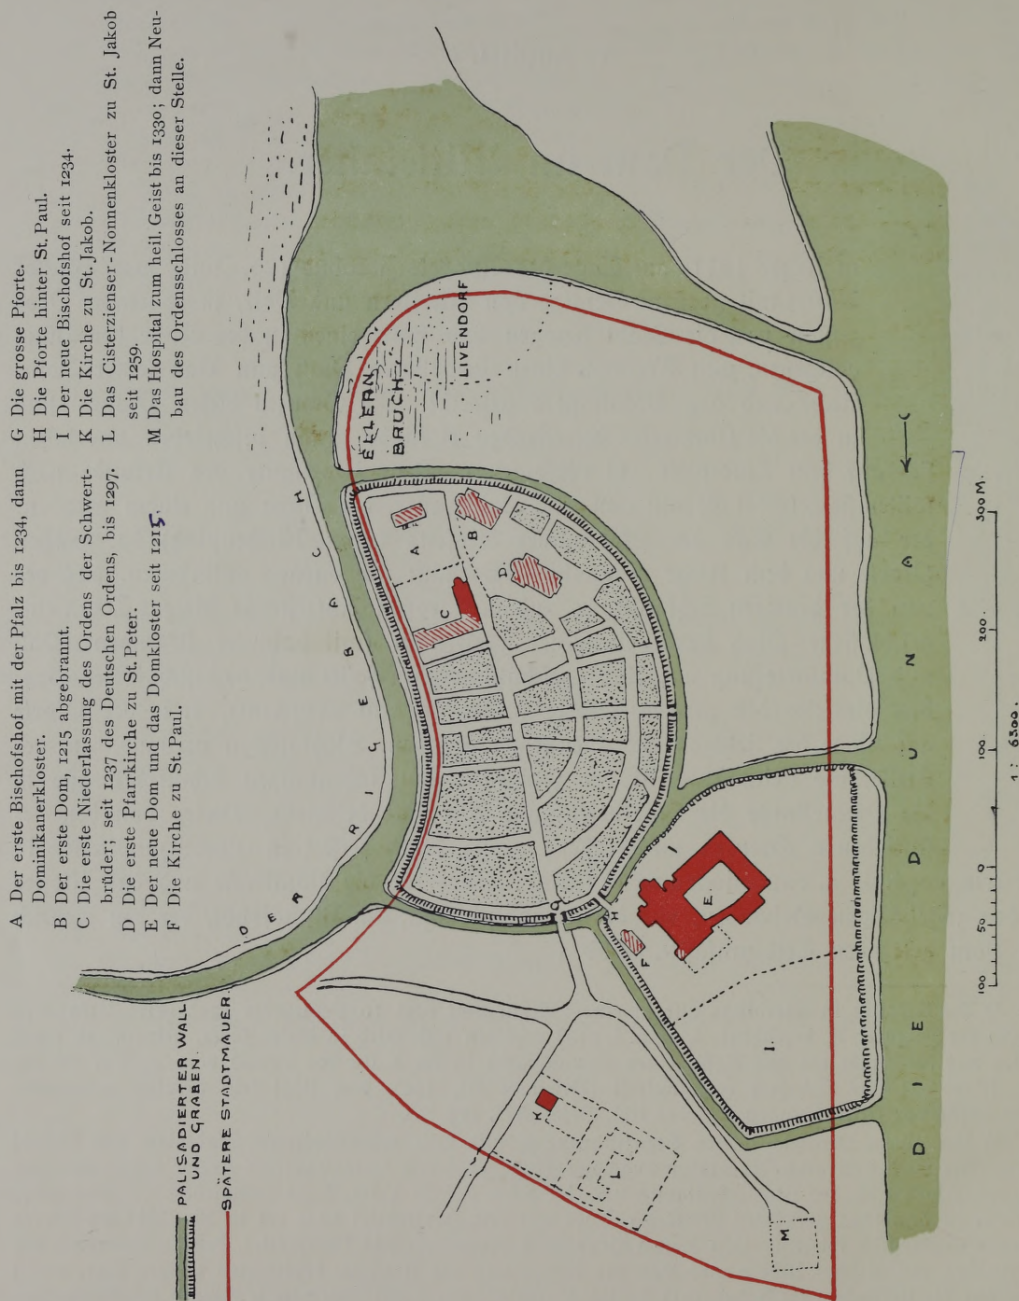 A Der erste Bischofshof mit der Pfalz bis 1234, dann
Dominikanerkloster.
B Der erste Dom, 1215 abgebrannt.
C Die erste Niederlassung des Ordens der Schwert-
brüder; seit 1237 des Deutschen Ordens, bis 1297.
D Die erste Pfarrkirche zu St. Peter.
E Der neue Dom und das Domkloster seit 1215.
F Die Kirche zu St. Paul.
G Die grosse Pforte.
H Die Pforte hinter St. Paul.
I Der neue Bischofshof seit 1234.
K Die Kirche zu St. Jakob.
L Das Cisterzienser-Nonnenkloster zu St. Jakob
seit 1259.
M Das Hospital zum heil. Geist bis 1330; dann Neu-
bau des Ordensschlosses an dieser Stelle.
PALISADIERTER WALL
UND GRABEN.
SPÄTERE STADTMAUER.
DER RIGEBACH
ELLERN
BRUCH
LIVENDORF
A
B
C
D.
E.
F
G
H
I
I.
K
L
M.
DIE DÜNA
100 50 0 100 200. 300 M.
1 : 6300.